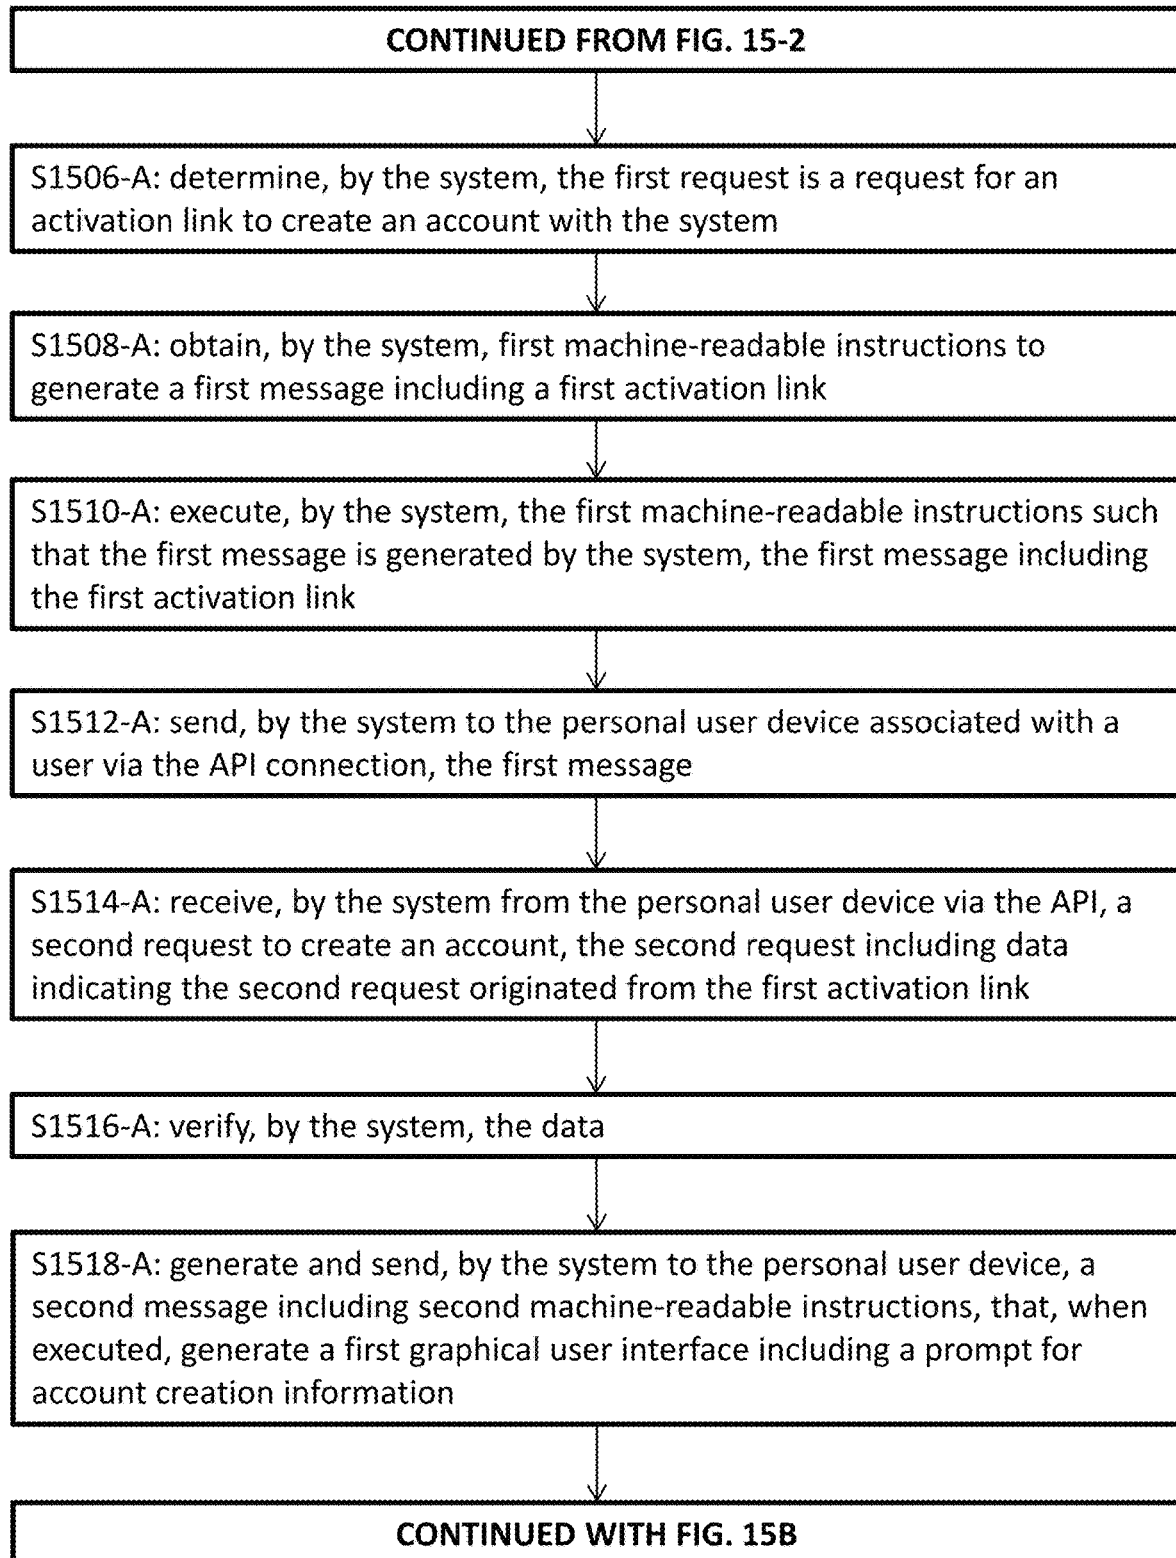 CONTINUED FROM FIG. 15-2
S1506-A: determine, by the system, the first request is a request for an
activation link to create an account with the system
S1508-A: obtain, by the system, first machine-readable instructions to
generate a first message including a first activation link
S1510-A: execute, by the system, the first machine-readable instructions such
that the first message is generated by the system, the first message including
the first activation link
S1512-A: send, by the system to the personal user device associated with a
user via the API connection, the first message
S1514-A: receive, by the system from the personal user device via the API, a
second request to create an account, the second request including data
indicating the second request originated from the first activation link
S1516-A: verify, by the system, the data
S1518-A: generate and send, by the system to the personal user device, a
second message including second machine-readable instructions, that, when
executed, generate a first graphical user interface including a prompt for
account creation information
CONTINUED WITH FIG. 15B